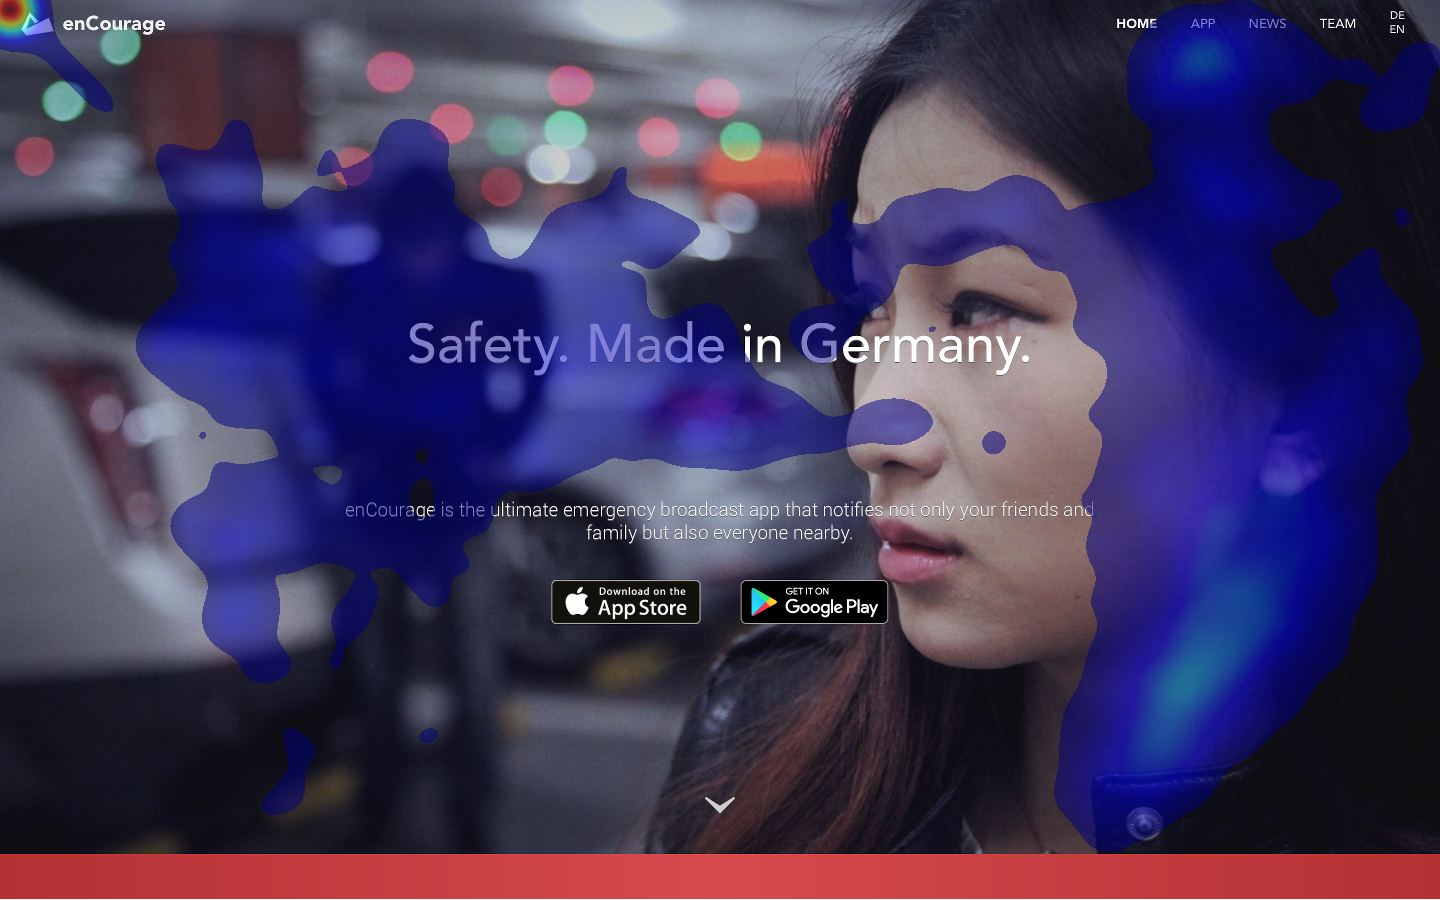 enCourage
HOME APP NEWS TEAM DE
EN
Safety. Made in Germany.
enCourage is the ultimate emergency broadcast app that notifies not only your friends and
family but also everyone nearby.
Download on the
App Store
GET IT ON
Google Play